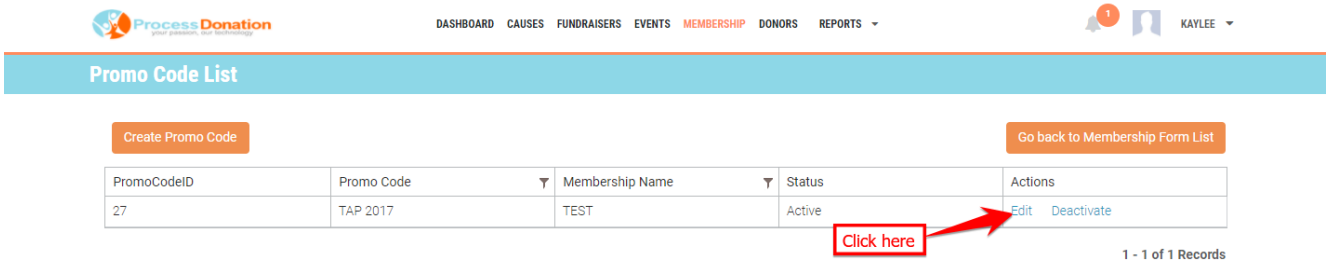 ProcessDonation
your passion, our technology
DASHBOARD CAUSES FUNDRAISERS EVENTS MEMBERSHIP DONORS REPORTS
1
KAYLEE
Promo Code List
Create Promo Code
Go back to Membership Form List
PromoCodeID Promo Code Membership Name Status Actions
27 TAP 2017 TEST Active Edit Deactivate
Click here
1 - 1 of 1 Records